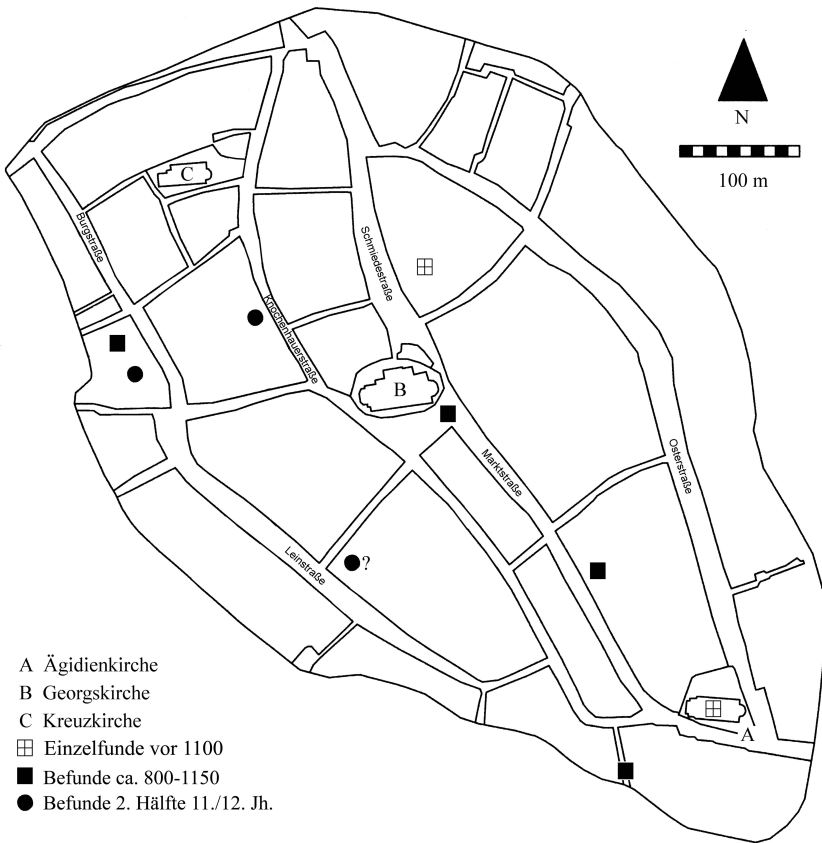 N
100 m
C
Burgstraße
Schmiedestraße
Knochenhauerstraße
B
Marktstraße
Osterstraße
Leinstraße
?
A
A Ägidienkirche
B Georgskirche
C Kreuzkirche
Einzelfunde vor 1100
Befunde ca. 800-1150
Befunde 2. Hälfte 11./12. Jh.